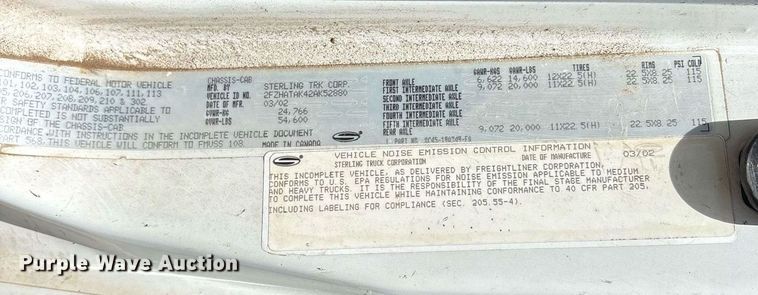 CONFORMS TO FEDERAL MOTOR VEHICLE
101, 102, 103, 104, 106, 107, 111, 113
205, 206, 207, 208, 209, 210 & 302.
SAFETY STANDARDS APPLICABLE TO
COMPLETED IS NOT SUBSTANTIALLY
SION OF THE CHASSIS-CAB
CCORDANCE WITH INSTRUCTIONS IN THE INCOMPLETE VEHICLE DOCUMENT
PART 568. THIS VEHICLE WILL CONFORM TO FMVSS 108. MADE IN CANADA
CHASSIS-CAB
MFD. BY STERLING TRK CORP.
2FZHATAK42AK52880
03/02
GVWR-KG 24,766
GVWR-LBS 54,600
GAWR-KGS GAWR-LBS TIRES RIMS PSI COLD
FRONT AXLE 6,622 14,600 12X22.5(H) 22.5X8.25 115
FIRST INTERMEDIATE AXLE 9,072 20,000 11X22.5(H) 22.5X8.25 115
SECOND INTERMEDIATE AXLE
THIRD INTERMEDIATE AXLE
FOURTH INTERMEDIATE AXLE
FIFTH INTERMEDIATE AXLE
REAR AXLE 9,072 20,000 11X22.5(H) 22.5X8.25 115
PART NO.
VEHICLE NOISE EMISSION CONTROL INFORMATION
STERLING TRUCK CORPORATION DATE OF MANUFACTURE 03/02
THIS INCOMPLETE VEHICLE, AS DELIVERED BY FREIGHTLINER CORPORATION,
CONFORMS TO U.S. EPA REGULATIONS FOR NOISE EMISSION APPLICABLE TO MEDIUM
AND HEAVY TRUCKS. IT IS THE RESPONSIBILITY OF THE FINAL STAGE MANUFACTURER
TO COMPLETE THIS VEHICLE WHILE MAINTAINING CONFORMANCE TO 40 CFR PART 205,
INCLUDING LABELING FOR COMPLIANCE (SEC. 205.55-4).
Purple Wave Auction